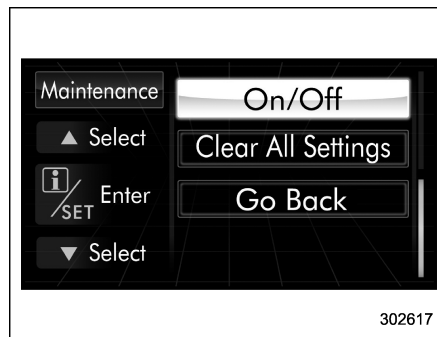 Maintenance
▲ Select
i/SET Enter
▼ Select
On/Off
Clear All Settings
Go Back
302617